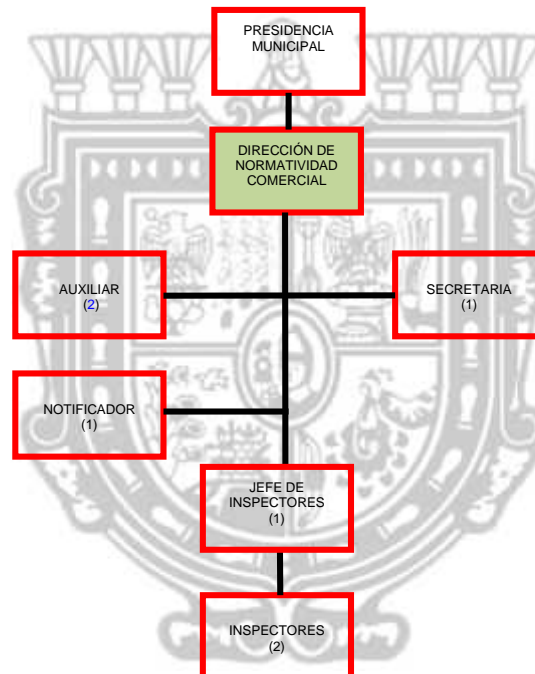 PRESIDENCIA
MUNICIPAL
DIRECCIÓN DE
NORMATIVIDAD
COMERCIAL
AUXILIAR
(2)
SECRETARIA
(1)
NOTIFICADOR
(1)
JEFE DE
INSPECTORES
(1)
INSPECTORES
(2)